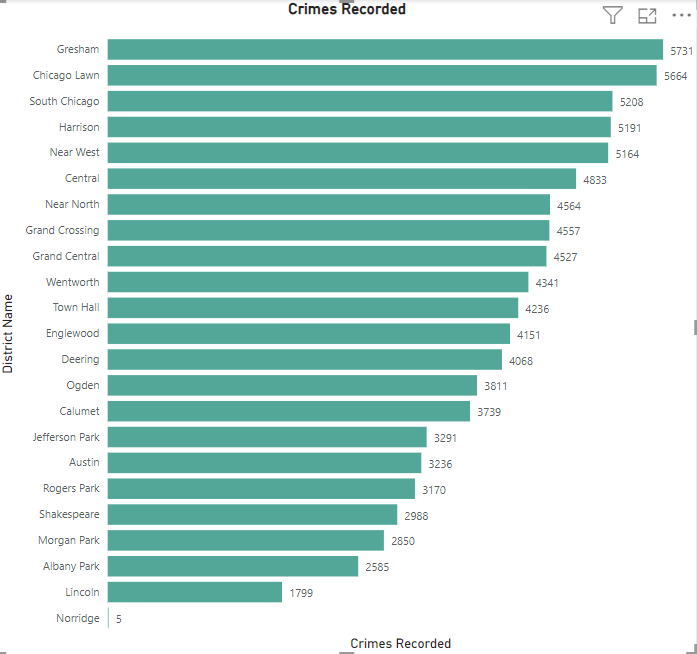 Crimes Recorded
Gresham 5731
Chicago Lawn 5664
South Chicago 5208
Harrison 5191
Near West 5164
Central 4833
Near North 4564
Grand Crossing 4557
Grand Central 4527
Wentworth 4341
Town Hall 4236
Englewood 4151
Deering 4068
Ogden 3811
Calumet 3739
Jefferson Park 3291
Austin 3236
Rogers Park 3170
Shakespeare 2988
Morgan Park 2850
Albany Park 2585
Lincoln 1799
Norridge 5
District Name
Crimes Recorded